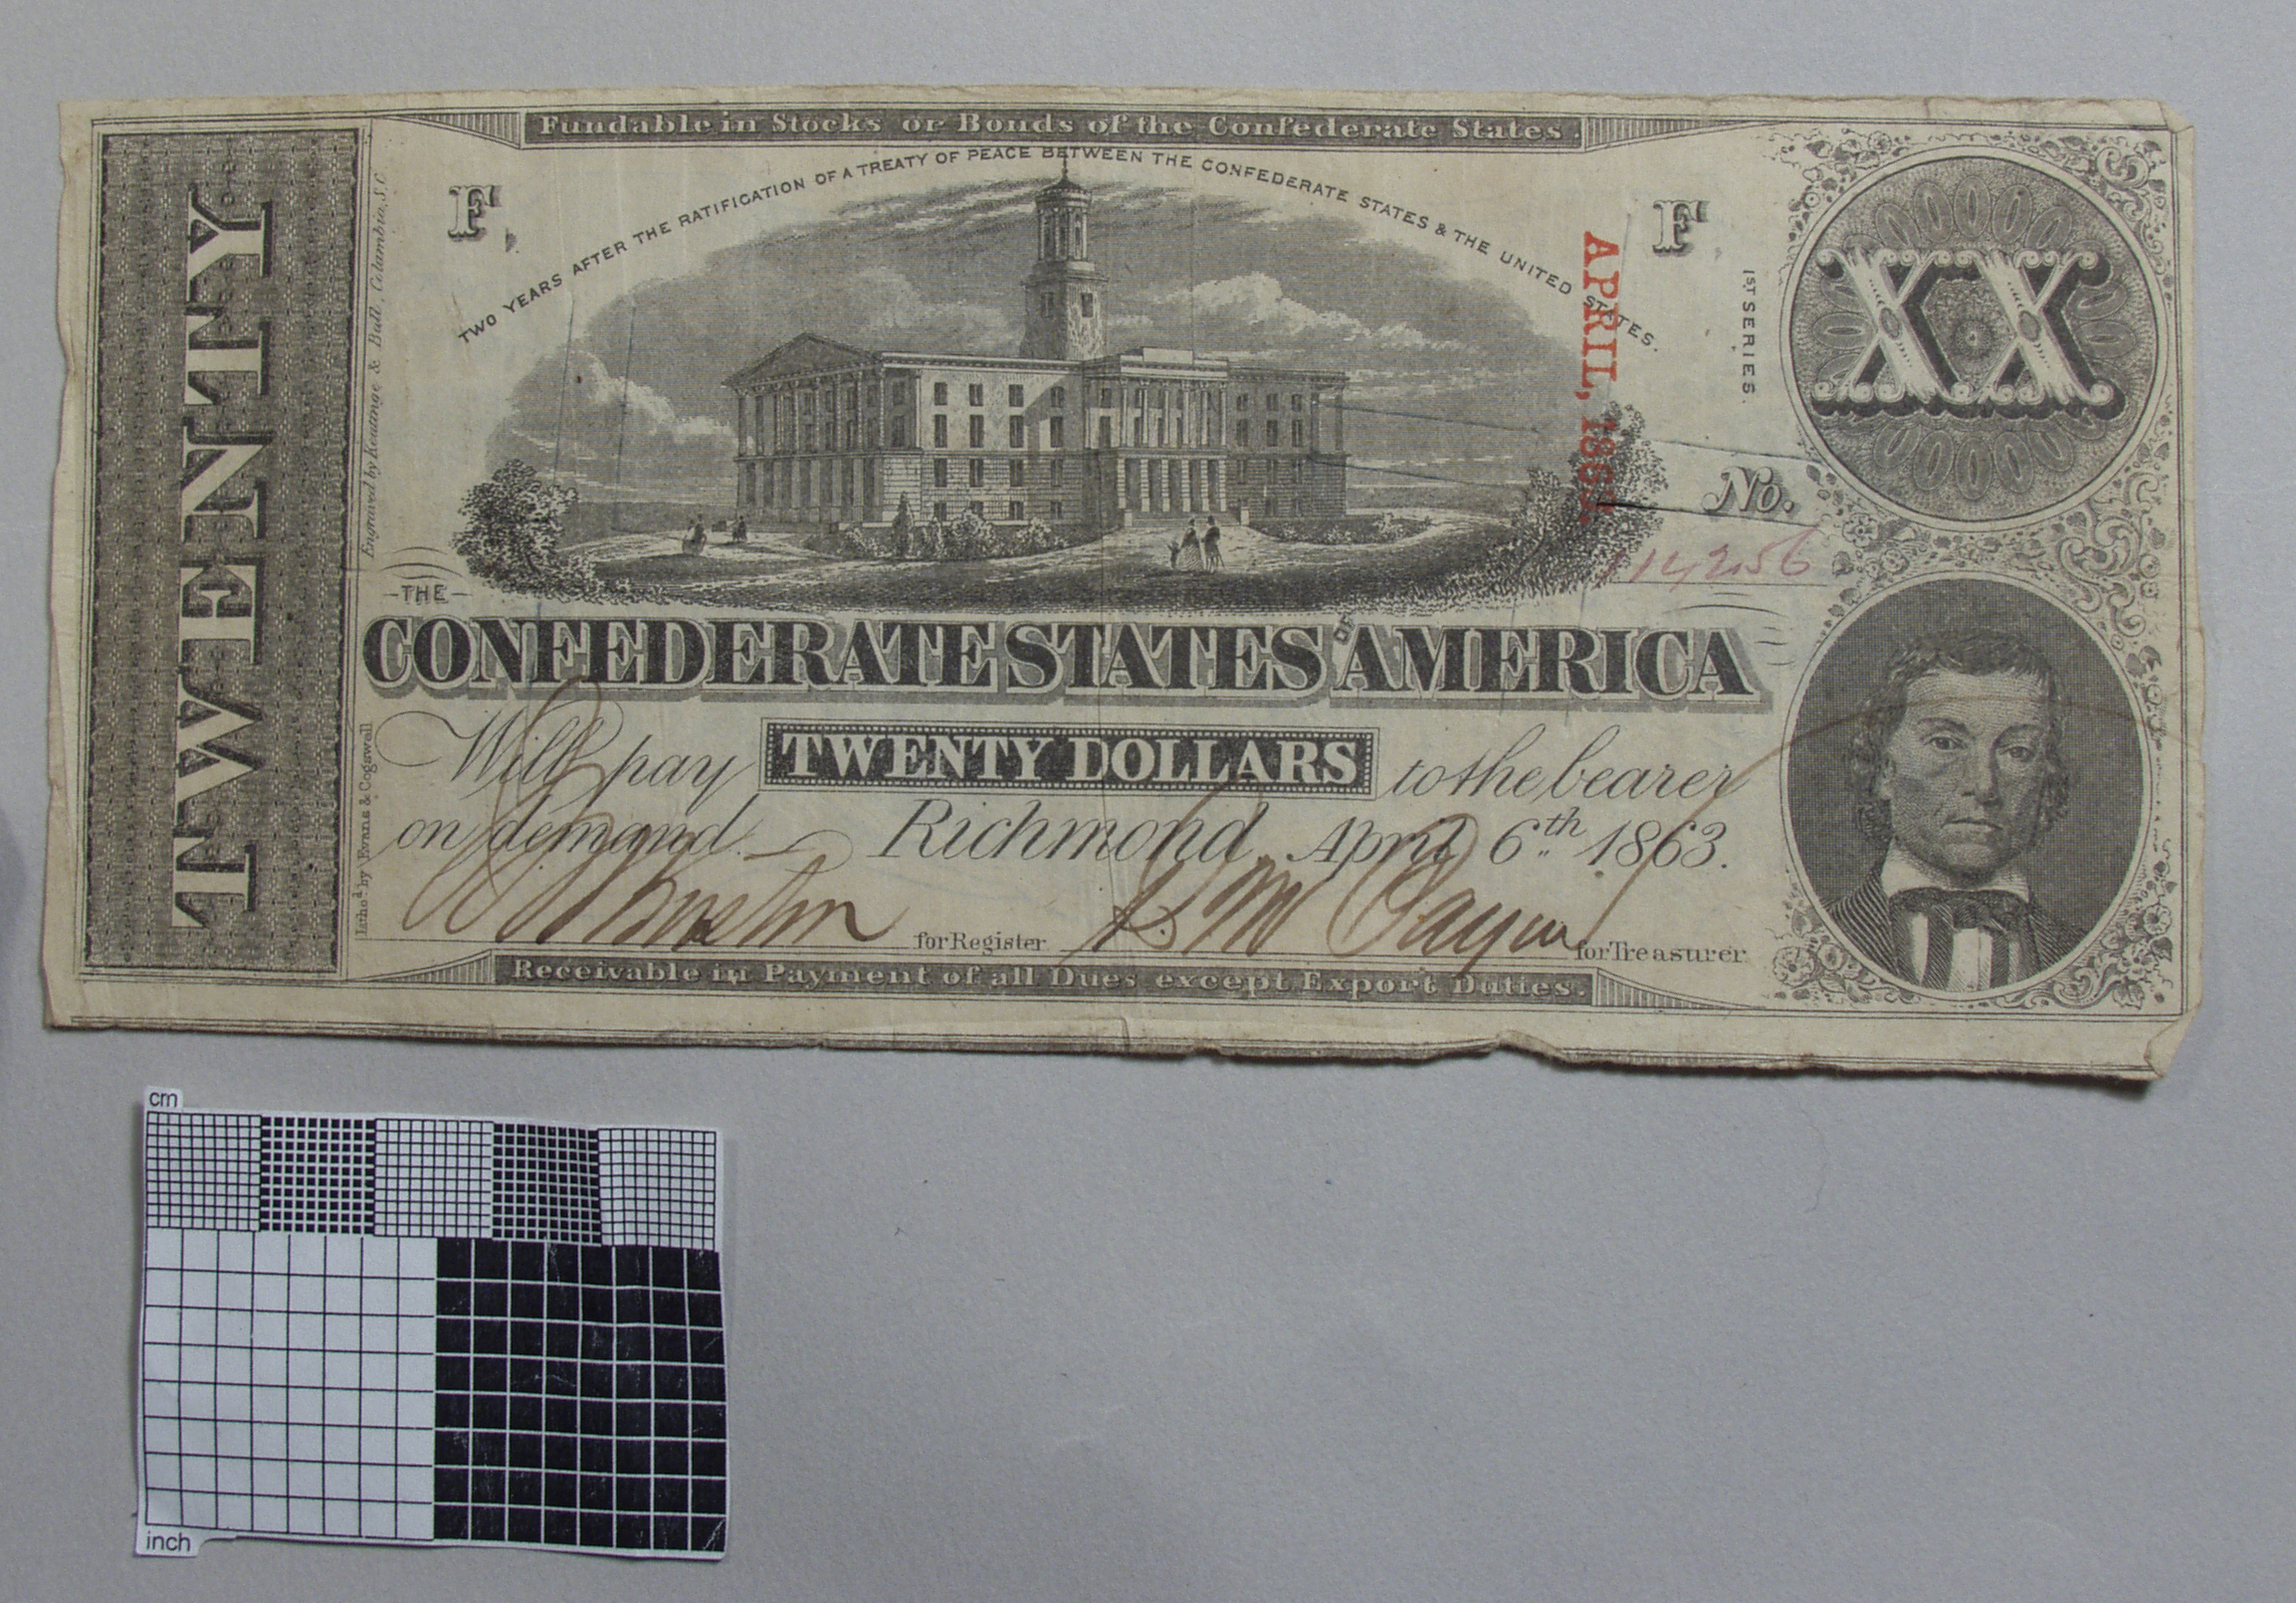 Fundable in Stocks or Bonds of the Confederate States.
TWO YEARS AFTER THE RATIFICATION OF A TREATY OF PEACE BETWEEN THE CONFEDERATE STATES & THE UNITED STATES.
TWENTY
Engraved by Keatinge & Ball, Columbia, S.C.
Litho'd by Evans & Cogswell
F
F
APRIL,
1ST SERIES.
XX
No.
THE
CONFEDERATE STATES OF AMERICA
Will pay TWENTY DOLLARS to the bearer
on demand. Richmond, April 6th 1863.
for Register
for Treasurer
Receivable in Payment of all Dues except Export Duties.
cm
inch